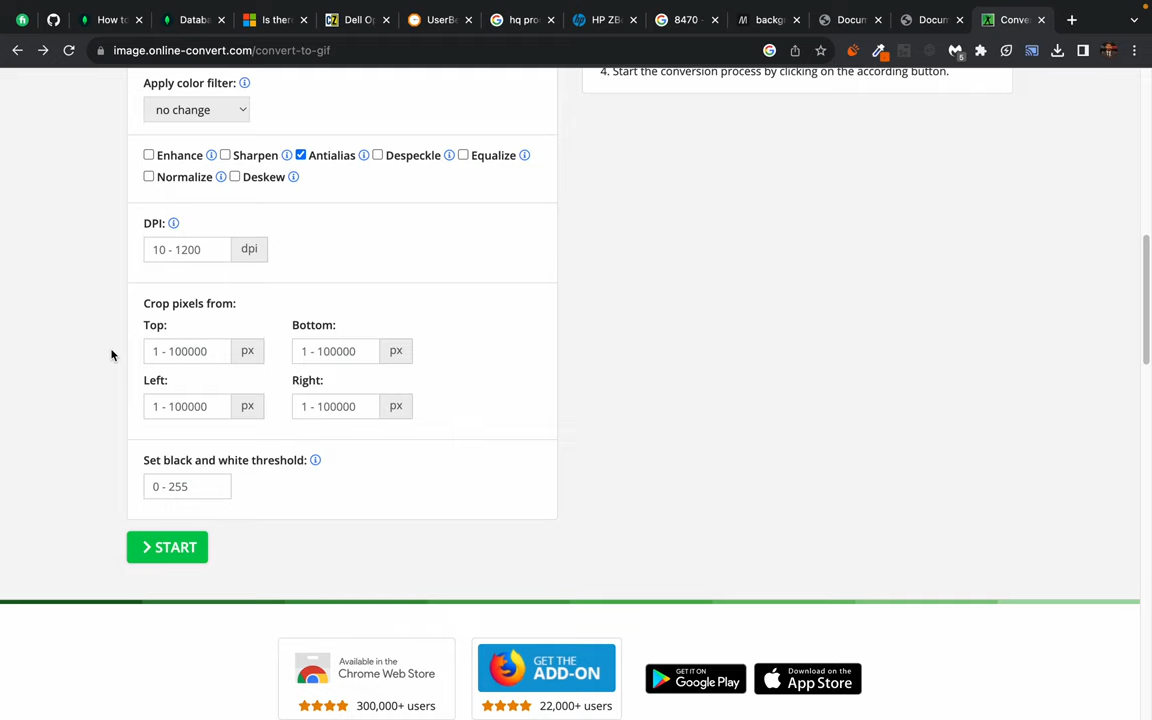 How to
Databa
Is ther
Dell Op
UserBe
hq pro
HP ZBo
8470 -
backg
Docum
Docum
Conve
image.online-convert.com/convert-to-gif
5
4. Start the conversion process by clicking on the according button.
Apply color filter:
no change
Enhance Sharpen Antialias Despeckle Equalize
Normalize Deskew
DPI:
10 - 1200 dpi
Crop pixels from:
Top: Bottom:
1 - 100000 px 1 - 100000 px
Left: Right:
1 - 100000 px 1 - 100000 px
Set black and white threshold:
0 - 255
START
Available in the
Chrome Web Store
300,000+ users
GET THE
ADD-ON
22,000+ users
GET IT ON
Google Play
Download on the
App Store